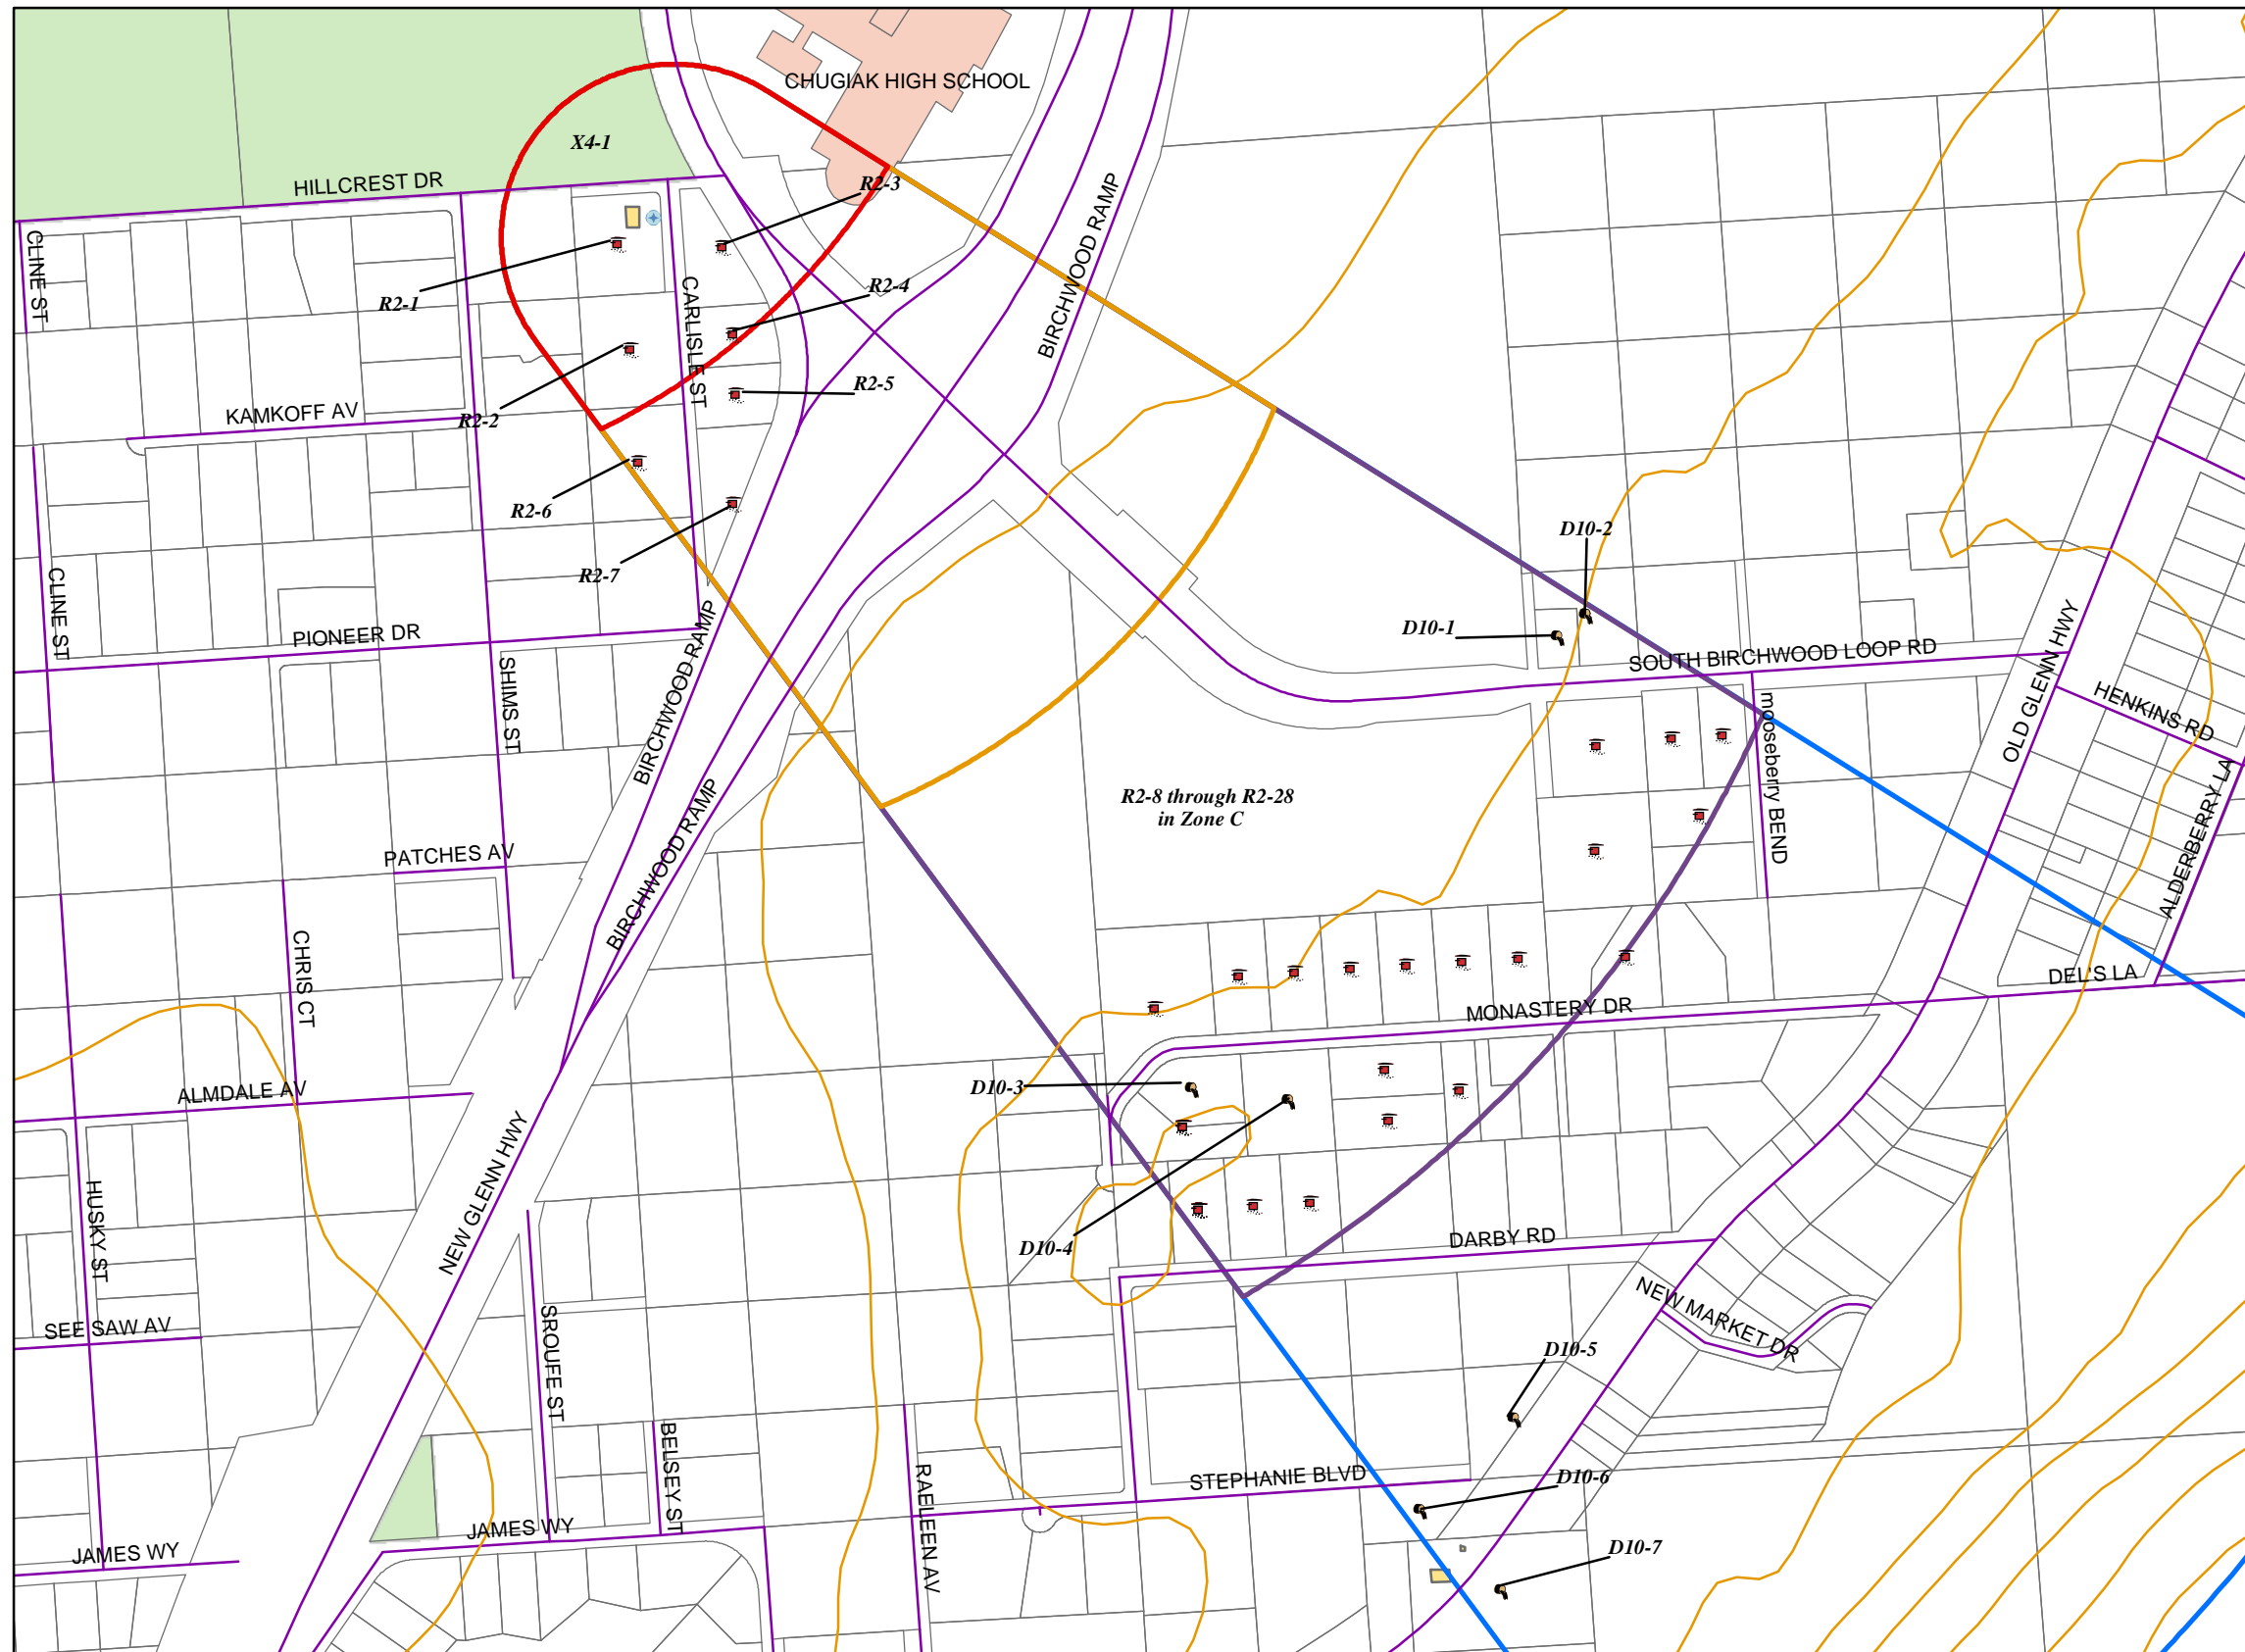 CHUGIAK HIGH SCHOOL
X4-1
HILLCREST DR
R2-3
BIRCHWOOD RAMP
CLINE ST
R2-1
CARLISLE ST
R2-4
R2-5
KAMKOFF AV
R2-2
R2-6
R2-7
D10-2
D10-1
CLINE ST
PIONEER DR
SHIMS ST
BIRCHWOOD RAMP
SOUTH BIRCHWOOD LOOP RD
OLD GLENN HWY
HENKINS RD
mooseberry BEND
R2-8 through R2-28
in Zone C
BIRCHWOOD RAMP
PATCHES AV
ALDERBERRY LA
CHRIS CT
DEL'S LA
MONASTERY DR
ALMDALE AV
D10-3
NEW GLENN HWY
HUSKY ST
D10-4
DARBY RD
NEW MARKET DR
SEE SAW AV
SROUFE ST
D10-5
BELSEY ST
RAELEEN AV
STEPHANIE BLVD
D10-6
JAMES WY
JAMES WY
D10-7